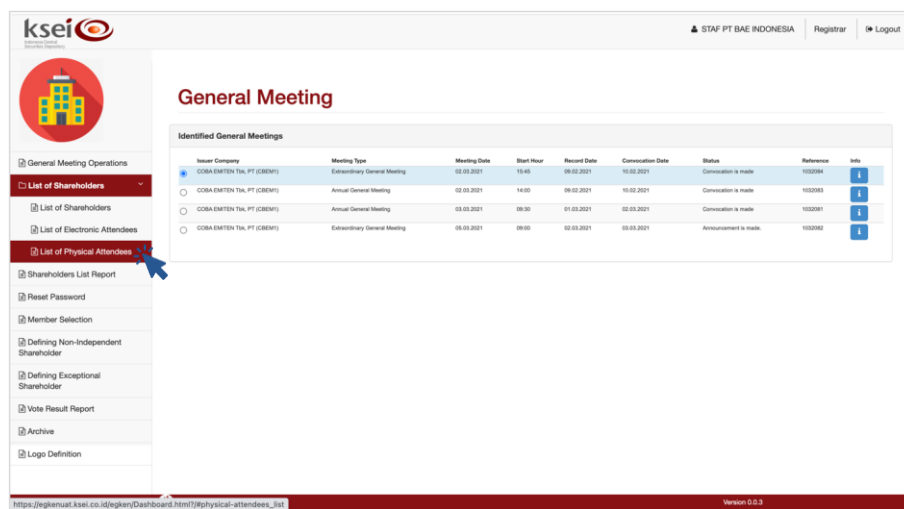 ksei
Indonesia Central
Securities Depository
STAF PT BAE INDONESIA
Registrar
Logout
General Meeting
Identified General Meetings
Issuer Company Meeting Type Meeting Date Start Hour Record Date Convocation Date Status Reference Info
COBA EMITEN Tbk, PT (CBEM1) Extraordinary General Meeting 02.03.2021 15:45 09.02.2021 10.02.2021 Convocation is made 1032084 i
COBA EMITEN Tbk, PT (CBEM1) Annual General Meeting 02.03.2021 14:00 09.02.2021 10.02.2021 Convocation is made 1032083 i
COBA EMITEN Tbk, PT (CBEM1) Annual General Meeting 03.03.2021 09:30 01.03.2021 02.03.2021 Convocation is made 1032081 i
COBA EMITEN Tbk, PT (CBEM1) Extraordinary General Meeting 05.03.2021 09:00 02.03.2021 03.03.2021 Announcement is made. 1032082 i
General Meeting Operations
List of Shareholders
List of Shareholders
List of Electronic Attendees
List of Physical Attendees
Shareholders List Report
Reset Password
Member Selection
Defining Non-Independent
Shareholder
Defining Exceptional
Shareholder
Vote Result Report
Archive
Logo Definition
https://egkenuat.ksei.co.id/egken/Dashboard.html?/#physical-attendees_list
Version 0.0.3